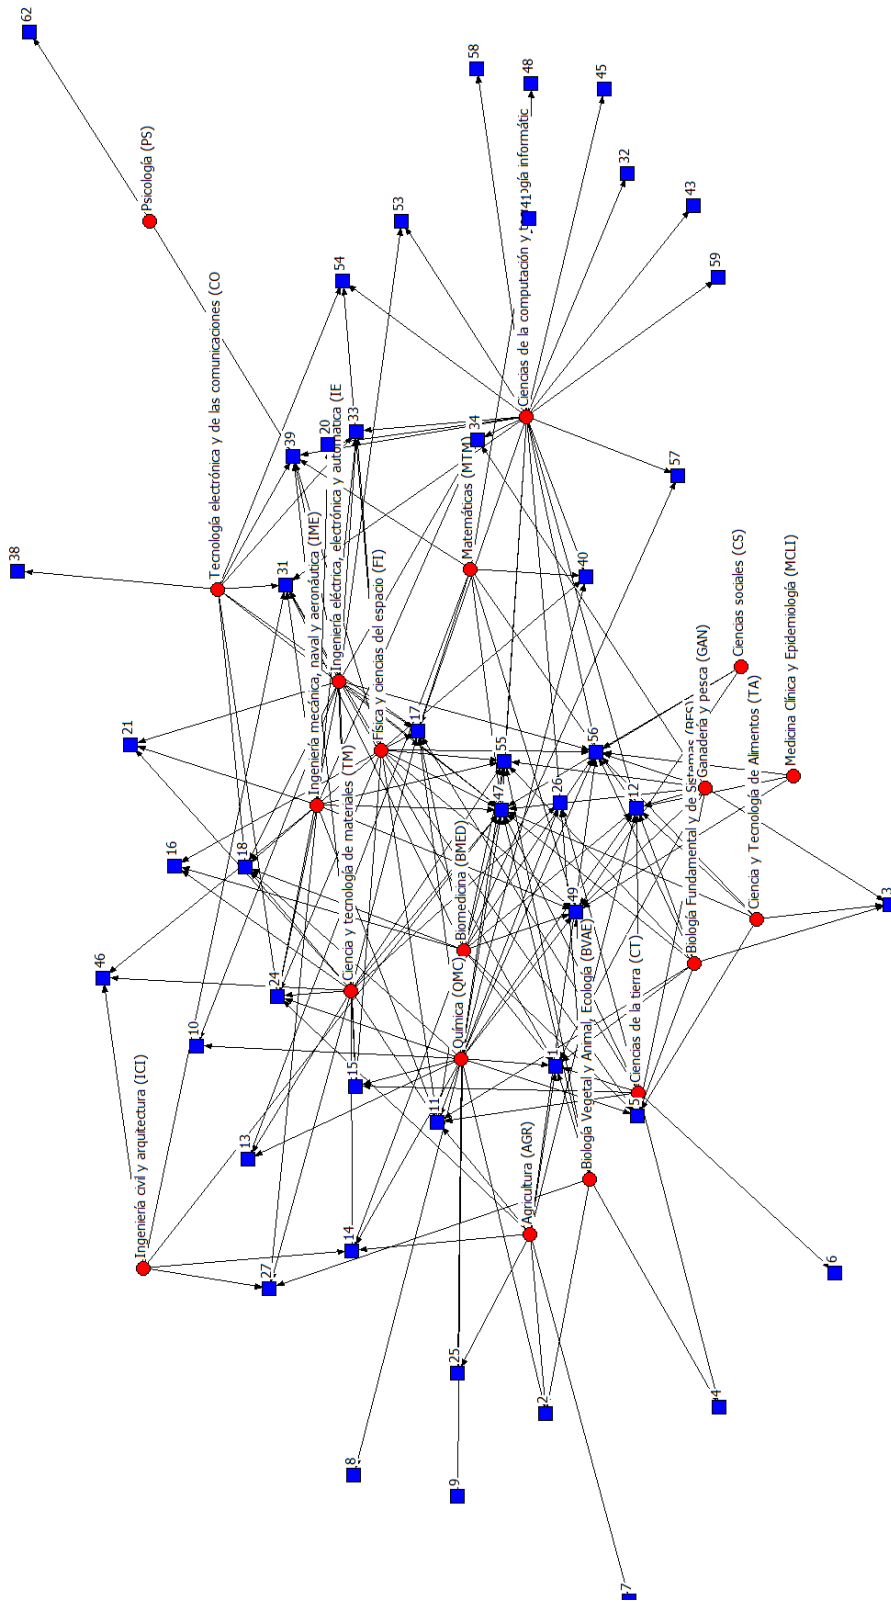 38
62
46
21
Ingeniería civil y arquitectura (ICI)
Psicología (PS)
16
10
Tecnología electrónica y de las comunicaciones (CO
18
13
27
24
31
39
Ingeniería mecánica, naval y aeronáutica (IME)
20
Ingeniería eléctrica, electrónica y automática (IE
54
14
Ciencia y tecnología de materiales (TM)
8
15
33
Física y ciencias del espacio (FI)
53
17
11
9
25
Química (QMC)
Biomedicina (BMED)
Matemáticas (MTM)
58
34
47
55
Ciencias de la computación y informátic
41
48
Agricultura (AGR)
2
1
26
49
40
Biología Vegetal y Animal, Ecología (BVAE)
56
45
32
7
5
12
Ciencias de la tierra (CT)
57
43
Biología Fundamental y de Sistemas (BFS)
Ganadería y pesca (GAN)
59
4
Ciencias sociales (CS)
Ciencia y Tecnología de Alimentos (TA)
Medicina Clínica y Epidemiología (MCLI)
6
3